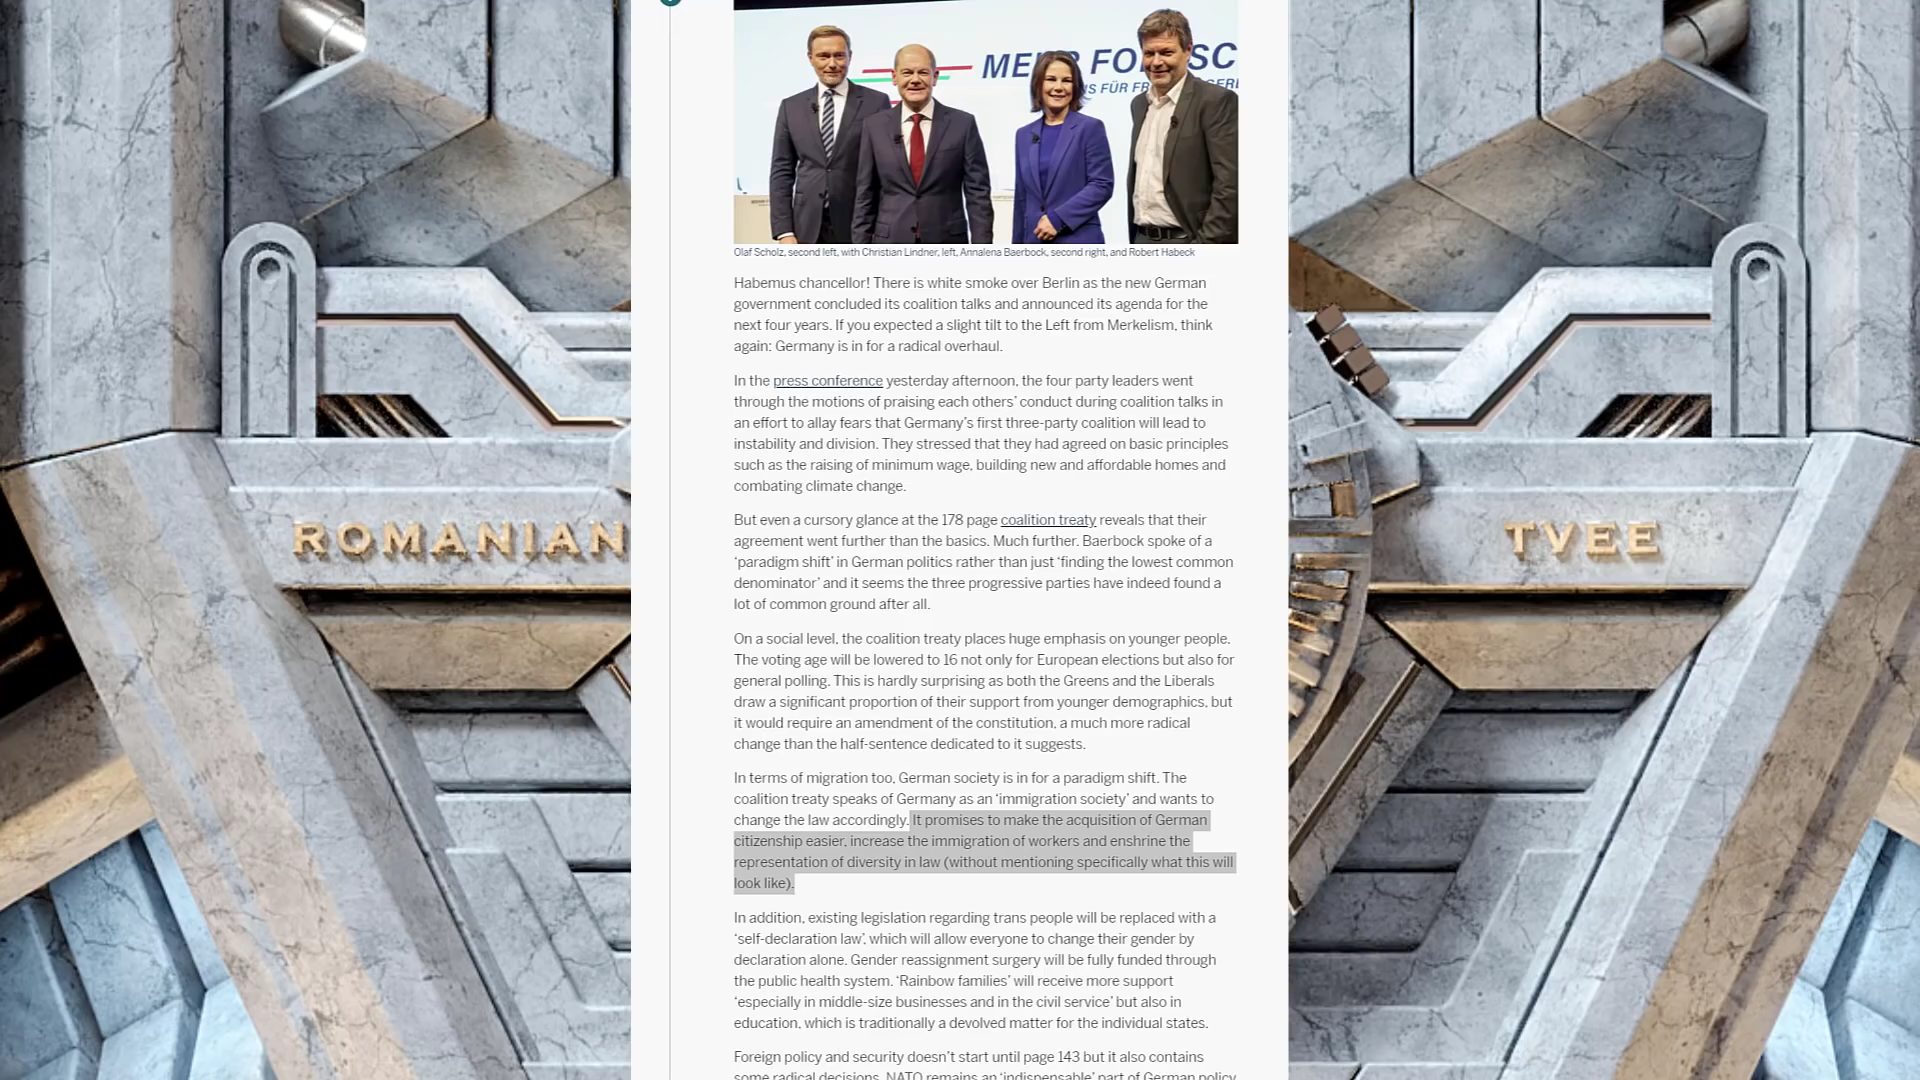 MEHR FO SC
IS FÜR FR GERE
Olaf Scholz, second left, with Christian Lindner, left, Annalena Baerbock, second right, and Robert Habeck
Habemus chancellor! There is white smoke over Berlin as the new German
government concluded its coalition talks and announced its agenda for the
next four years. If you expected a slight tilt to the Left from Merkelism, think
again: Germany is in for a radical overhaul.
In the press conference yesterday afternoon, the four party leaders went
through the motions of praising each others’ conduct during coalition talks in
an effort to allay fears that Germany’s first three-party coalition will lead to
instability and division. They stressed that they had agreed on basic principles
such as the raising of minimum wage, building new and affordable homes and
combating climate change.
But even a cursory glance at the 178 page coalition treaty reveals that their
agreement went further than the basics. Much further. Baerbock spoke of a
‘paradigm shift’ in German politics rather than just ‘finding the lowest common
denominator’ and it seems the three progressive parties have indeed found a
lot of common ground after all.
ROMANIAN TVEE
On a social level, the coalition treaty places huge emphasis on younger people.
The voting age will be lowered to 16 not only for European elections but also for
general polling. This is hardly surprising as both the Greens and the Liberals
draw a significant proportion of their support from younger demographics, but
it would require an amendment of the constitution, a much more radical
change than the half-sentence dedicated to it suggests.
In terms of migration too, German society is in for a paradigm shift. The
coalition treaty speaks of Germany as an ‘immigration society’ and wants to
change the law accordingly. It promises to make the acquisition of German
citizenship easier, increase the immigration of workers and enshrine the
representation of diversity in law (without mentioning specifically what this will
look like).
In addition, existing legislation regarding trans people will be replaced with a
‘self-declaration law’, which will allow everyone to change their gender by
declaration alone. Gender reassignment surgery will be fully funded through
the public health system. ‘Rainbow families’ will receive more support
‘especially in middle-size businesses and in the civil service’ but also in
education, which is traditionally a devolved matter for the individual states.
Foreign policy and security doesn’t start until page 143 but it also contains
some radical decisions. NATO remains an ‘indispensable’ part of German policy